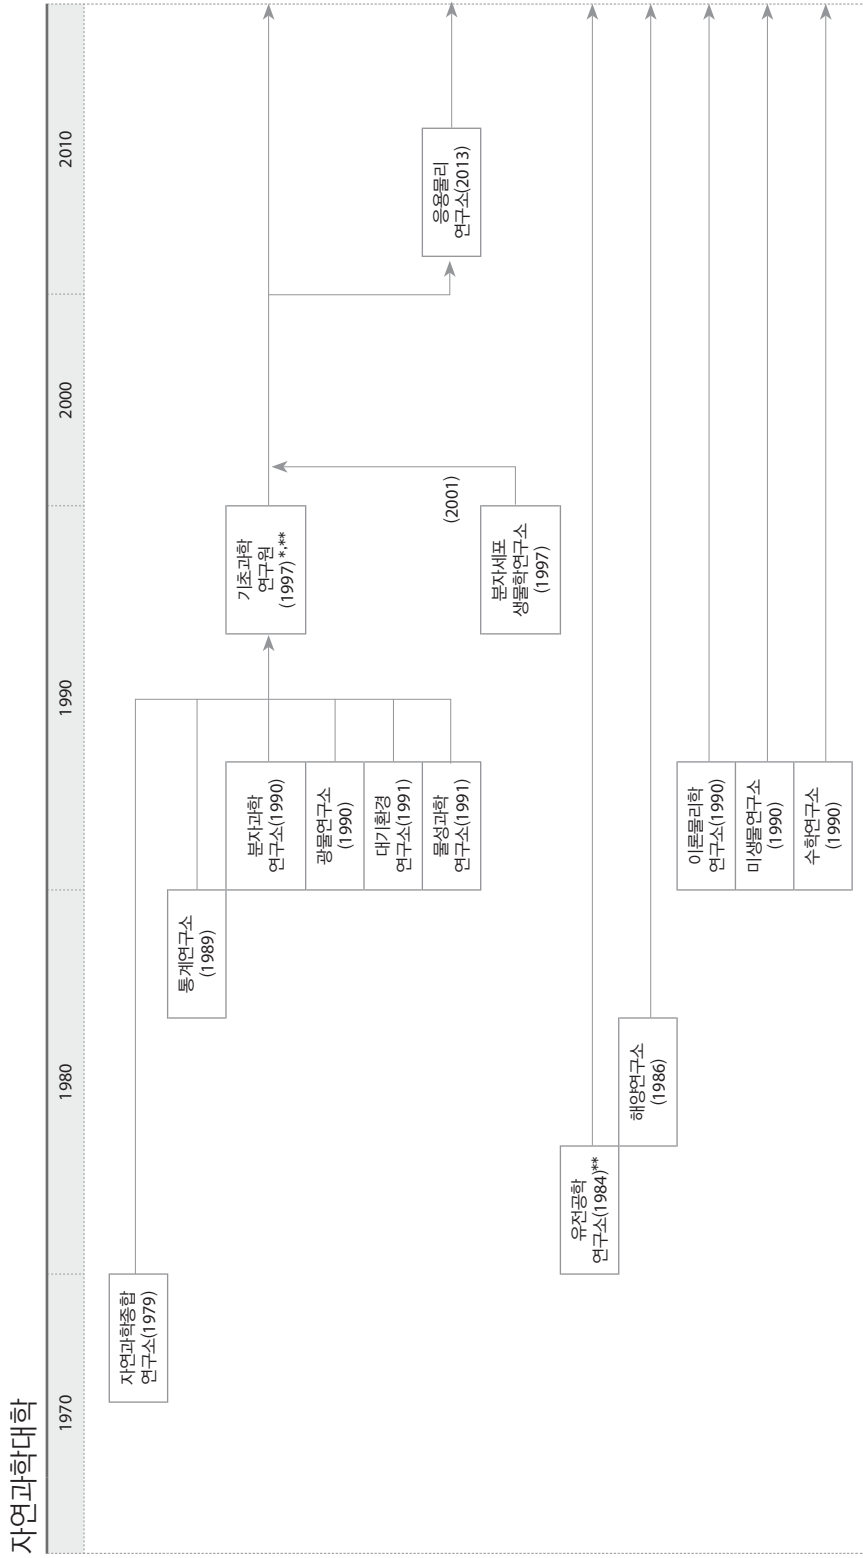 자연과학대학
1970
1980
1990
2000
2010
자연과학종합
연구소(1979)
통계연구소
(1989)
분자과학
연구소(1990)
광물연구소
(1990)
대기환경
연구소(1991)
물성과학
연구소(1991)
기초과학
연구원
(1997)*,**
(2001)
분자세포
생물학연구소
(1997)
응용물리
연구소(2013)
유전공학
연구소(1984)**
해양연구소
(1986)
이론물리학
연구소(1990)
미생물연구소
(1990)
수학연구소
(1990)